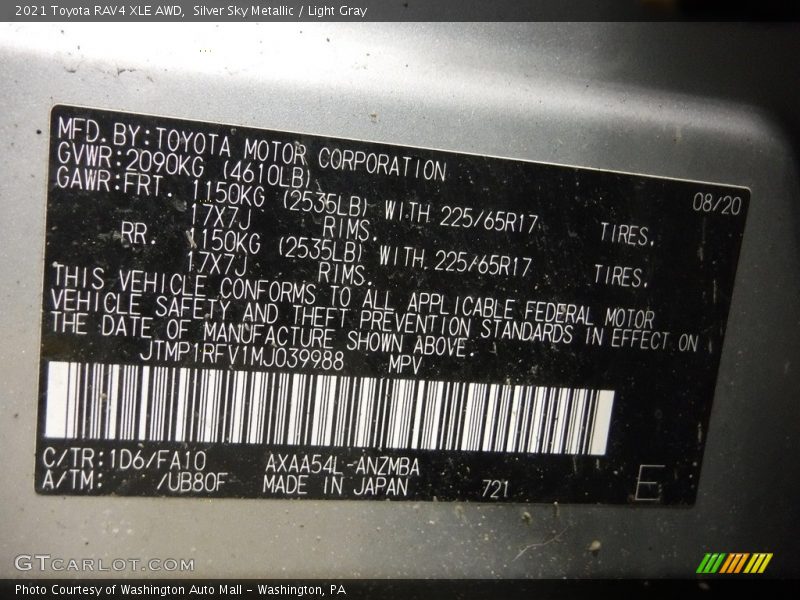 2021 Toyota RAV4 XLE AWD,  Silver Sky Metallic / Light Gray
MFD. BY:TOYOTA MOTOR CORPORATION 08/20
GVWR:2090KG (4610LB)
GAWR:FRT. 1150KG (2535LB) WITH 225/65R17 TIRES.
17X7J RIMS.
RR. 1150KG (2535LB) WITH 225/65R17 TIRES.
17X7J RIMS.
THIS VEHICLE CONFORMS TO ALL APPLICABLE FEDERAL MOTOR
VEHICLE SAFETY AND THEFT PREVENTION STANDARDS IN EFFECT ON
THE DATE OF MANUFACTURE SHOWN ABOVE.
JTMP1RFV1MJ039988 MPV
C/TR:1D6/FA10 AXAA54L-ANZMBA
A/TM: /UB80F MADE IN JAPAN 721 E
GTCARLOT.COM
Photo Courtesy of Washington Auto Mall - Washington, PA